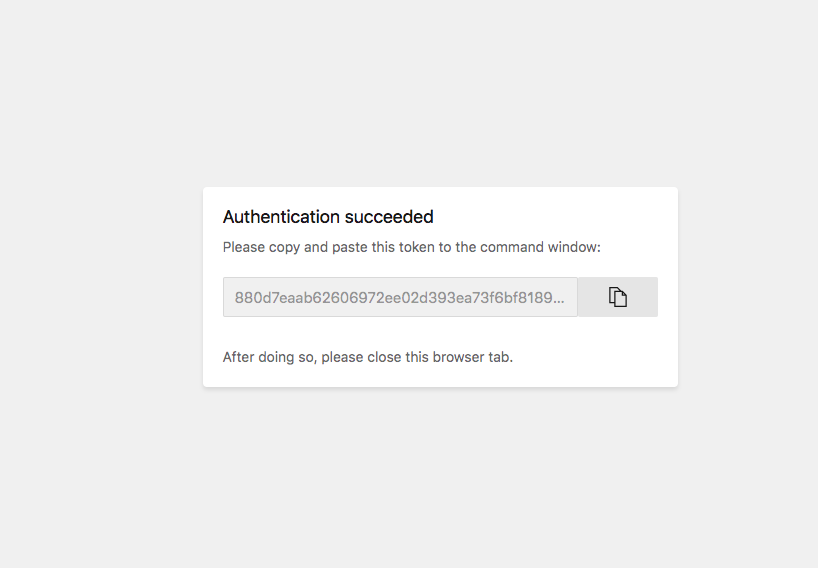 Authentication succeeded
Please copy and paste this token to the command window:
880d7eaab62606972ee02d393ea73f6bf8189...
After doing so, please close this browser tab.